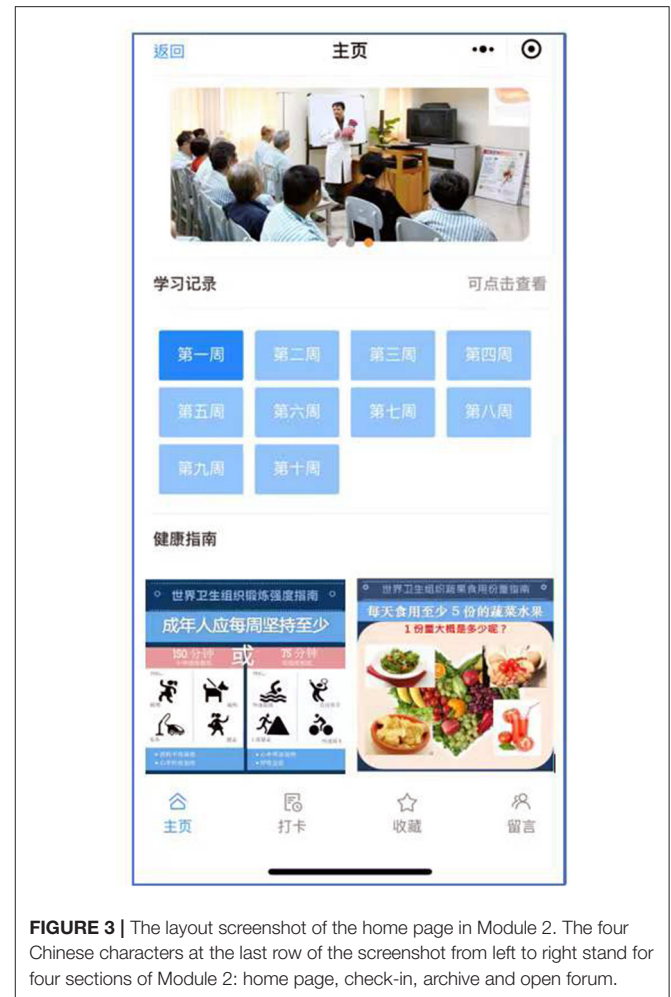 返回 主页
学习记录 可点击查看
第一周 第二周 第三周 第四周
第五周 第六周 第七周 第八周
第九周 第十周
健康指南
世界卫生组织锻炼强度指南
成年人应每周坚持至少
150 分钟 或 75 分钟
世界卫生组织蔬果食用份量指南
每天食用至少 5 份的蔬菜水果
1 份量大概是多少呢？
主页 打卡 收藏 留言
FIGURE 3 | The layout screenshot of the home page in Module 2. The four
Chinese characters at the last row of the screenshot from left to right stand for
four sections of Module 2: home page, check-in, archive and open forum.